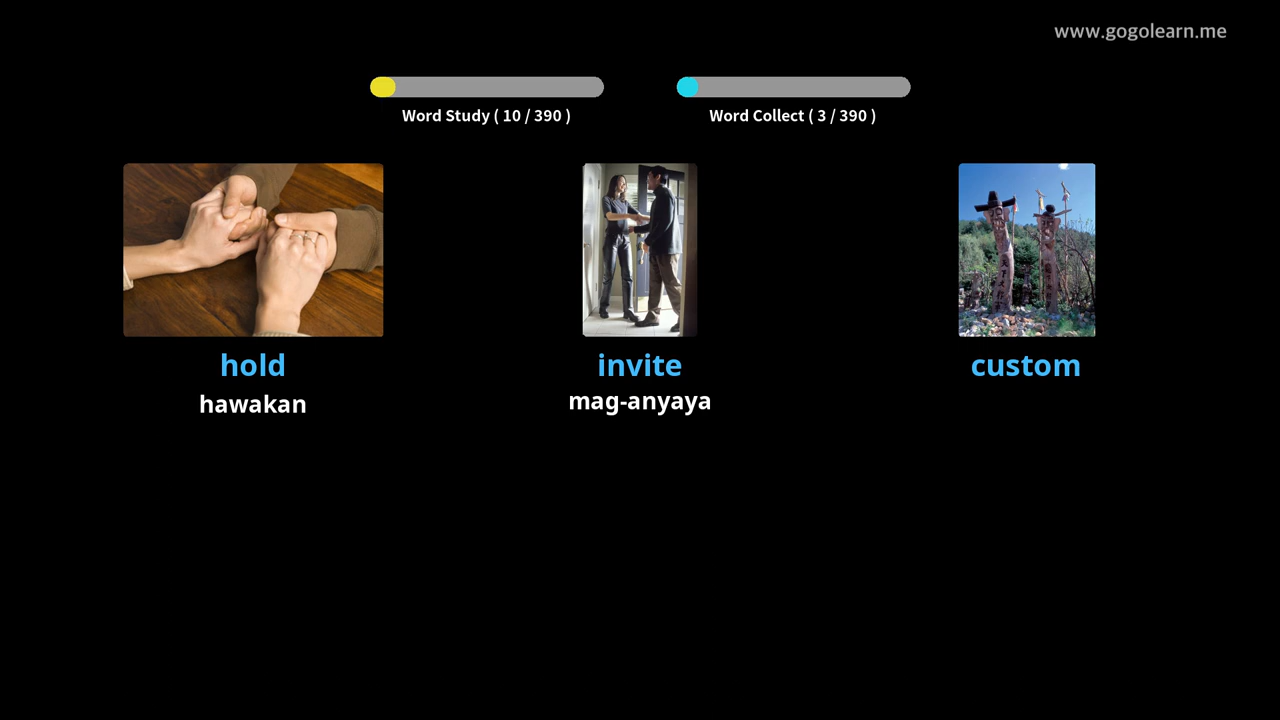 www.gogolearn.me
Word Study ( 10 / 390 )
Word Collect ( 3 / 390 )
hold
hawakan
invite
mag-anyaya
custom